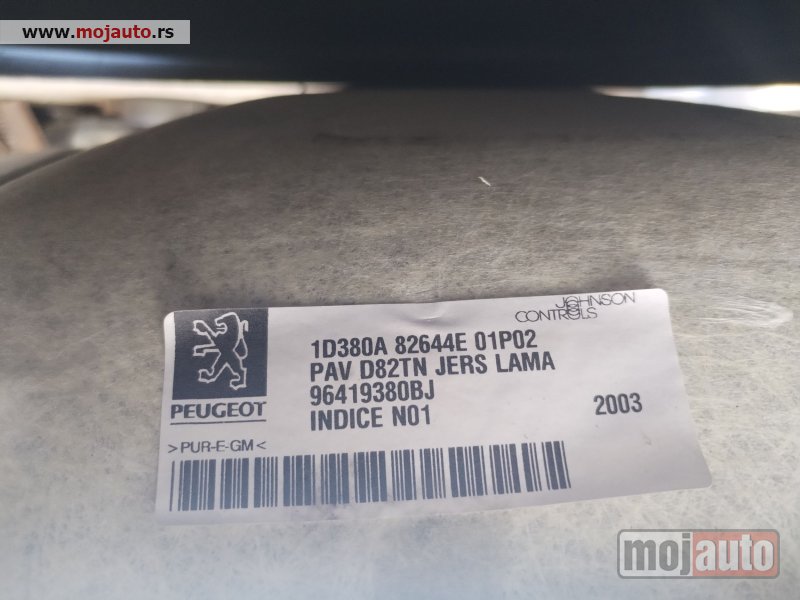 www.mojauto.rs
JOHNSON
CONTROLS
1D380A 82644E 01P02
PAV D82TN JERS LAMA
96419380BJ
INDICE N01
2003
PEUGEOT
>PUR-E-GM<
mojauto